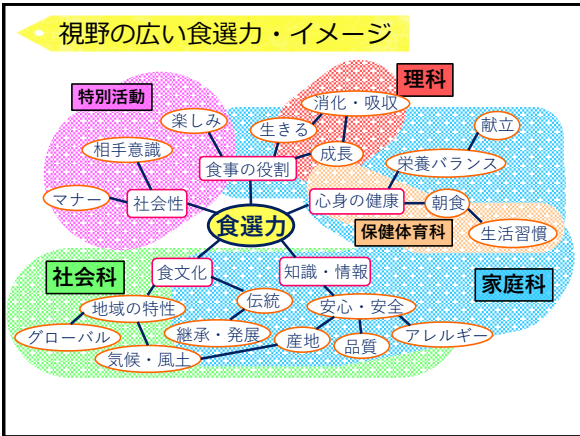 視野の広い食選力・イメージ
特別活動
理科
楽しみ
消化・吸収
生きる
献立
相手意識
成長
栄養バランス
食事の役割
マナー
社会性
心身の健康
朝食
食選力
保健体育科
生活習慣
社会科
食文化
知識・情報
家庭科
地域の特性
伝統
安心・安全
グローバル
継承・発展
産地
アレルギー
気候・風土
品質